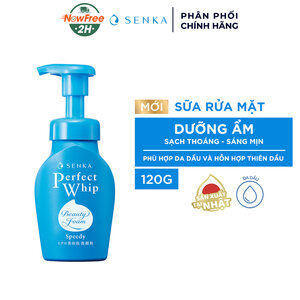 NowFree
2H
SENKA
PHÂN PHỐI
CHÍNH HÃNG
MỚI
SỮA RỬA MẶT
DƯỠNG ẨM
SẠCH THOÁNG - SÁNG MỊN
PHÙ HỢP DA DẦU VÀ HỖN HỢP THIÊN DẦU
120G
SẢN XUẤT TẠI
NHẬT
DA DẦU
SENKA
Perfect
Whip
Beauty
Foam
Speedy